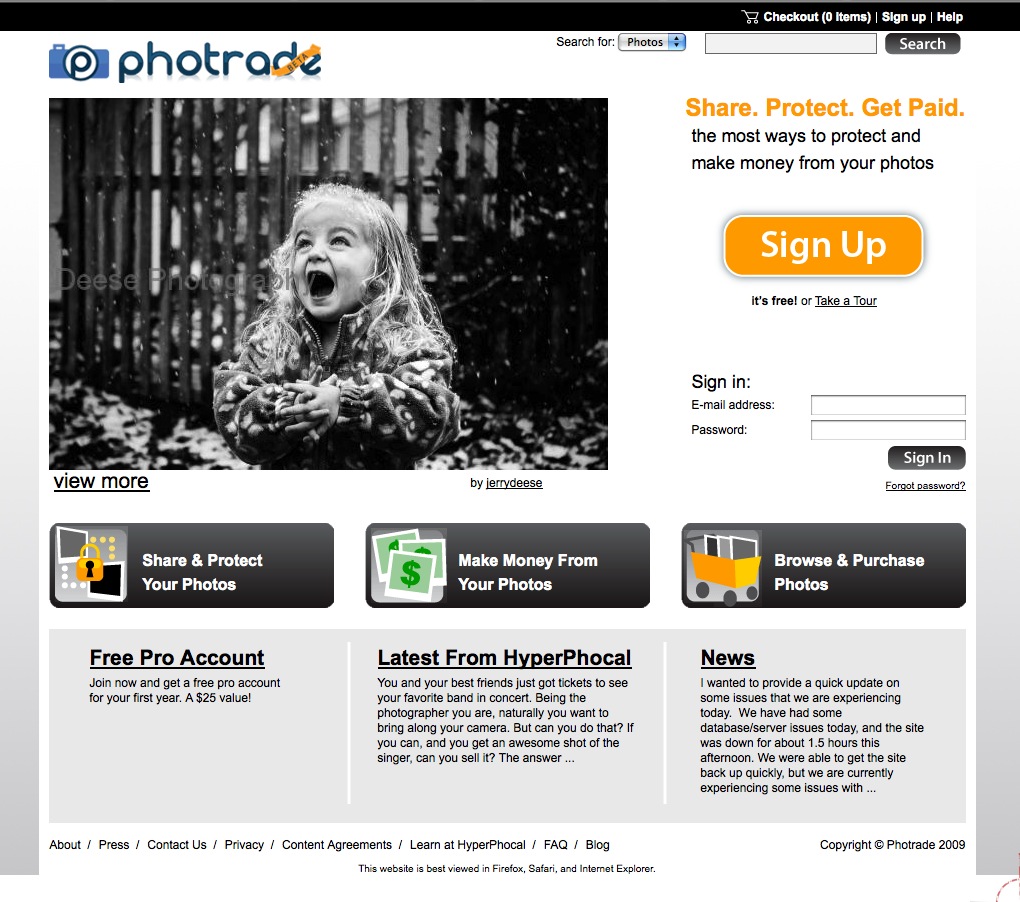 Checkout (0 Items) | Sign up | Help
photrade BETA
Search for: Photos Search
Share. Protect. Get Paid.
the most ways to protect and
make money from your photos
Deese Photography
Sign Up
it's free! or Take a Tour
Sign in:
E-mail address:
Password:
Sign In
Forgot password?
view more
by jerrydeese
Share & Protect
Your Photos
Make Money From
Your Photos
Browse & Purchase
Photos
Free Pro Account
Join now and get a free pro account
for your first year. A $25 value!
Latest From HyperPhocal
You and your best friends just got tickets to see
your favorite band in concert. Being the
photographer you are, naturally you want to
bring along your camera. But can you do that? If
you can, and you get an awesome shot of the
singer, can you sell it? The answer ...
News
I wanted to provide a quick update on
some issues that we are experiencing
today.  We have had some
database/server issues today, and the site
was down for about 1.5 hours this
afternoon. We were able to get the site
back up quickly, but we are currently
experiencing some issues with ...
About / Press / Contact Us / Privacy / Content Agreements / Learn at HyperPhocal / FAQ / Blog
Copyright © Photrade 2009
This website is best viewed in Firefox, Safari, and Internet Explorer.